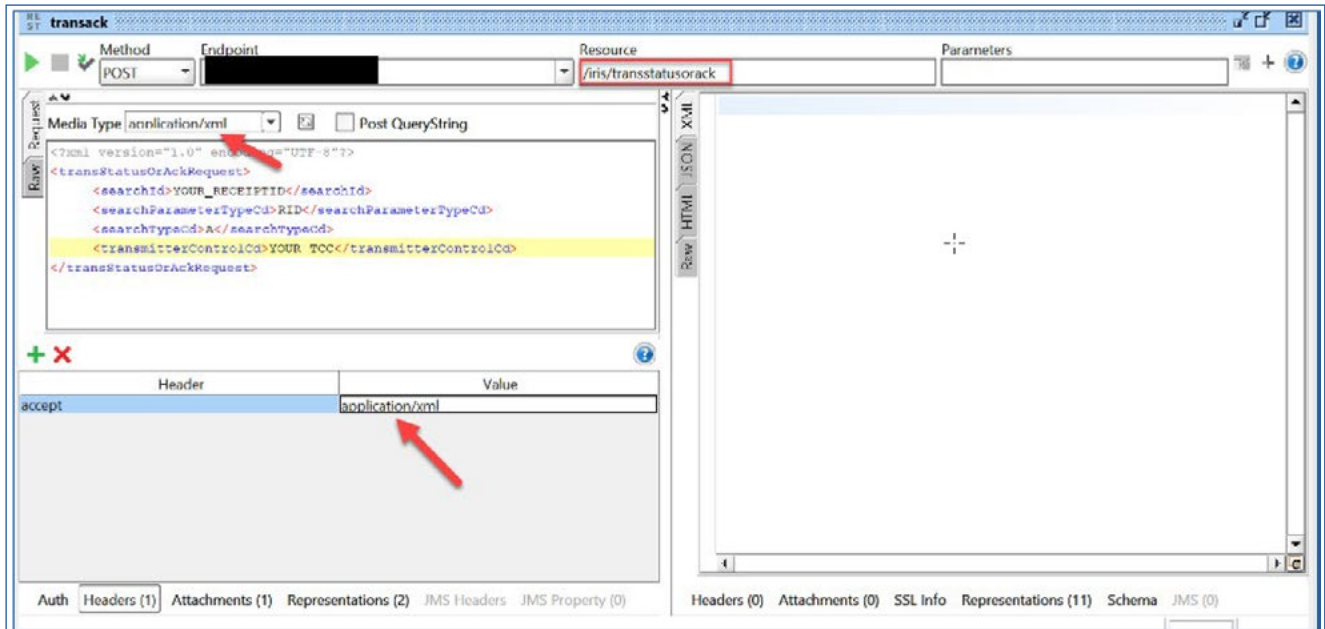 RE
ST transack
Method Endpoint Resource Parameters
POST /iris/transstatusorack
Request
Raw
Media Type application/xml Post QueryString
<?xml version="1.0" encoding="UTF-8"?>
<transStatusOrAckRequest>
<searchId>YOUR_RECEIPTID</searchId>
<searchParameterTypeCd>RID</searchParameterTypeCd>
<searchTypeCd>A</searchTypeCd>
<transmitterControlCd>YOUR TCC</transmitterControlCd>
</transStatusOrAckRequest>
Header Value
accept application/xml
Auth Headers (1) Attachments (1) Representations (2) JMS Headers JMS Property (0)
XML
JSON
HTML
Raw
Headers (0) Attachments (0) SSL Info Representations (11) Schema JMS (0)